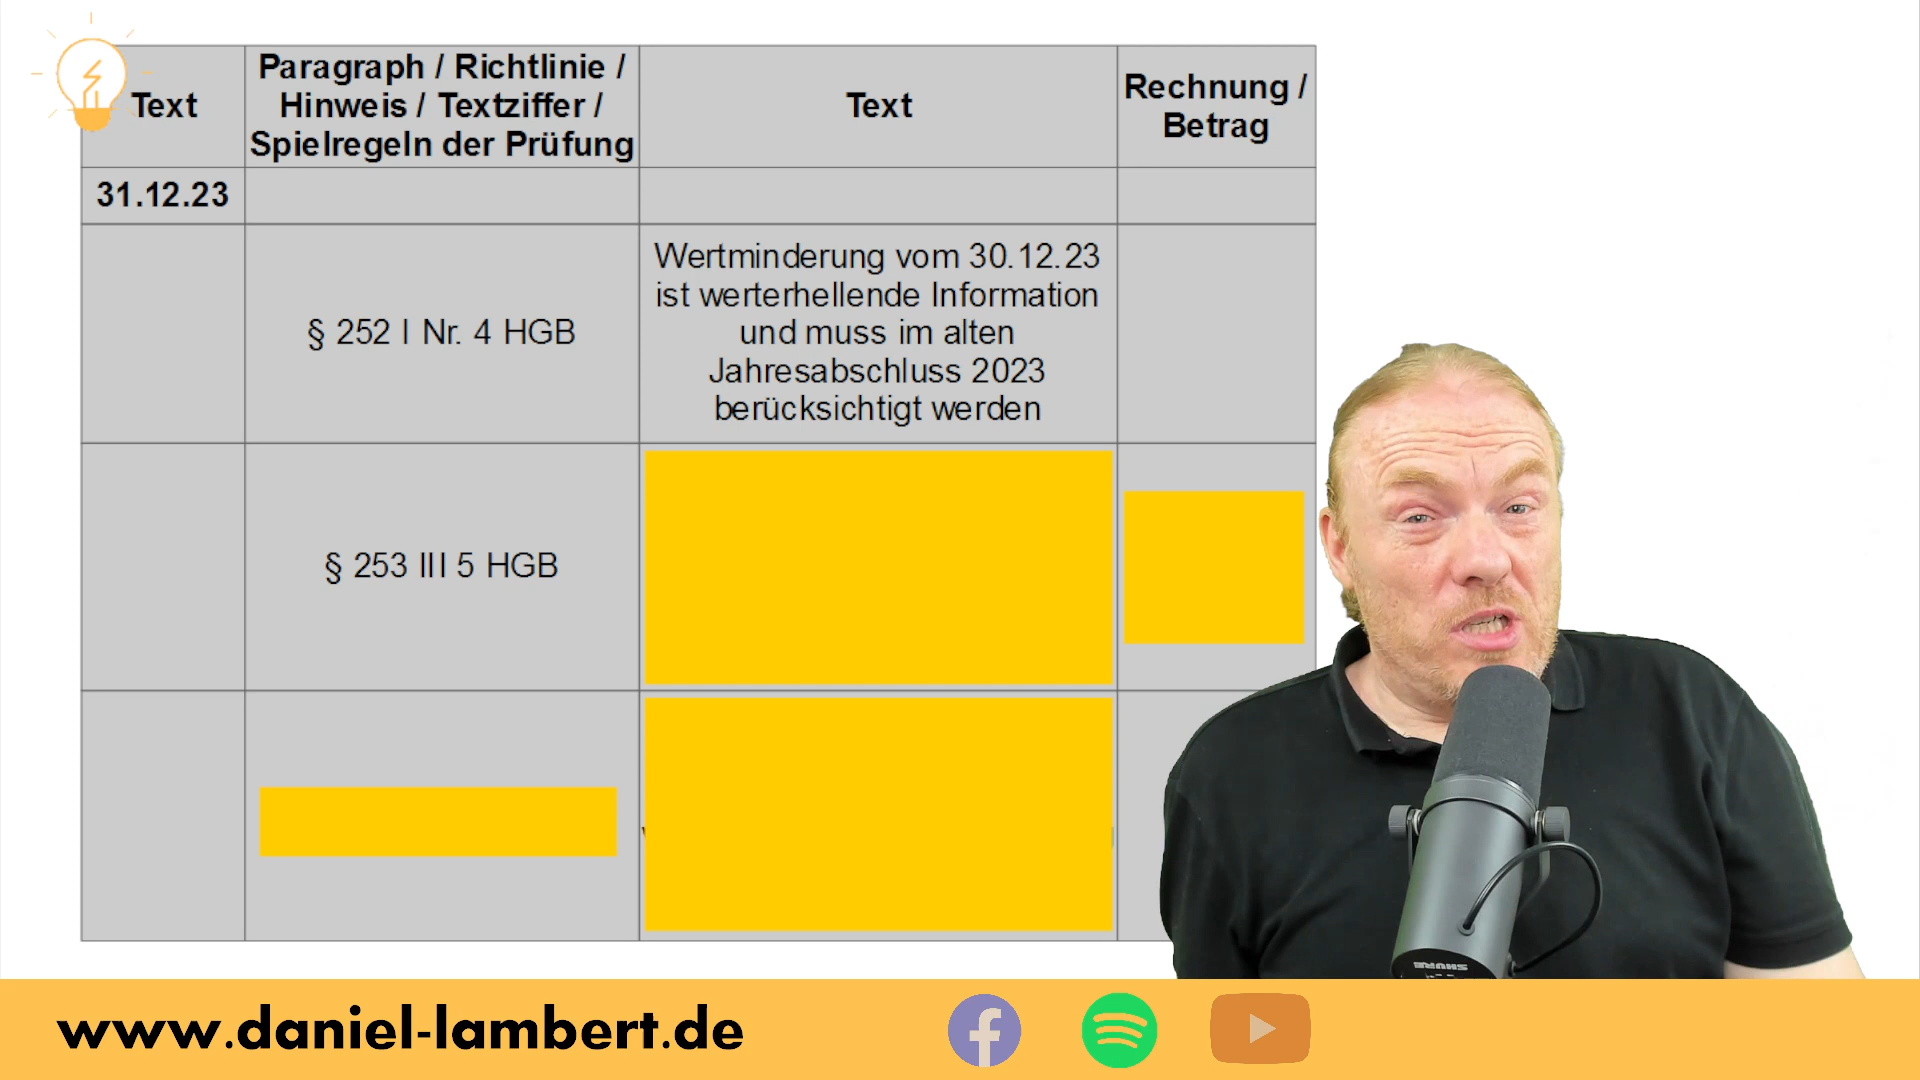 Text
Paragraph / Richtlinie /
Hinweis / Textziffer /
Spielregeln der Prüfung
Text
Rechnung /
Betrag
31.12.23
§ 252 I Nr. 4 HGB
Wertminderung vom 30.12.23
ist werterhellende Information
und muss im alten
Jahresabschluss 2023
berücksichtigt werden
§ 253 III 5 HGB
SHURE
www.daniel-lambert.de